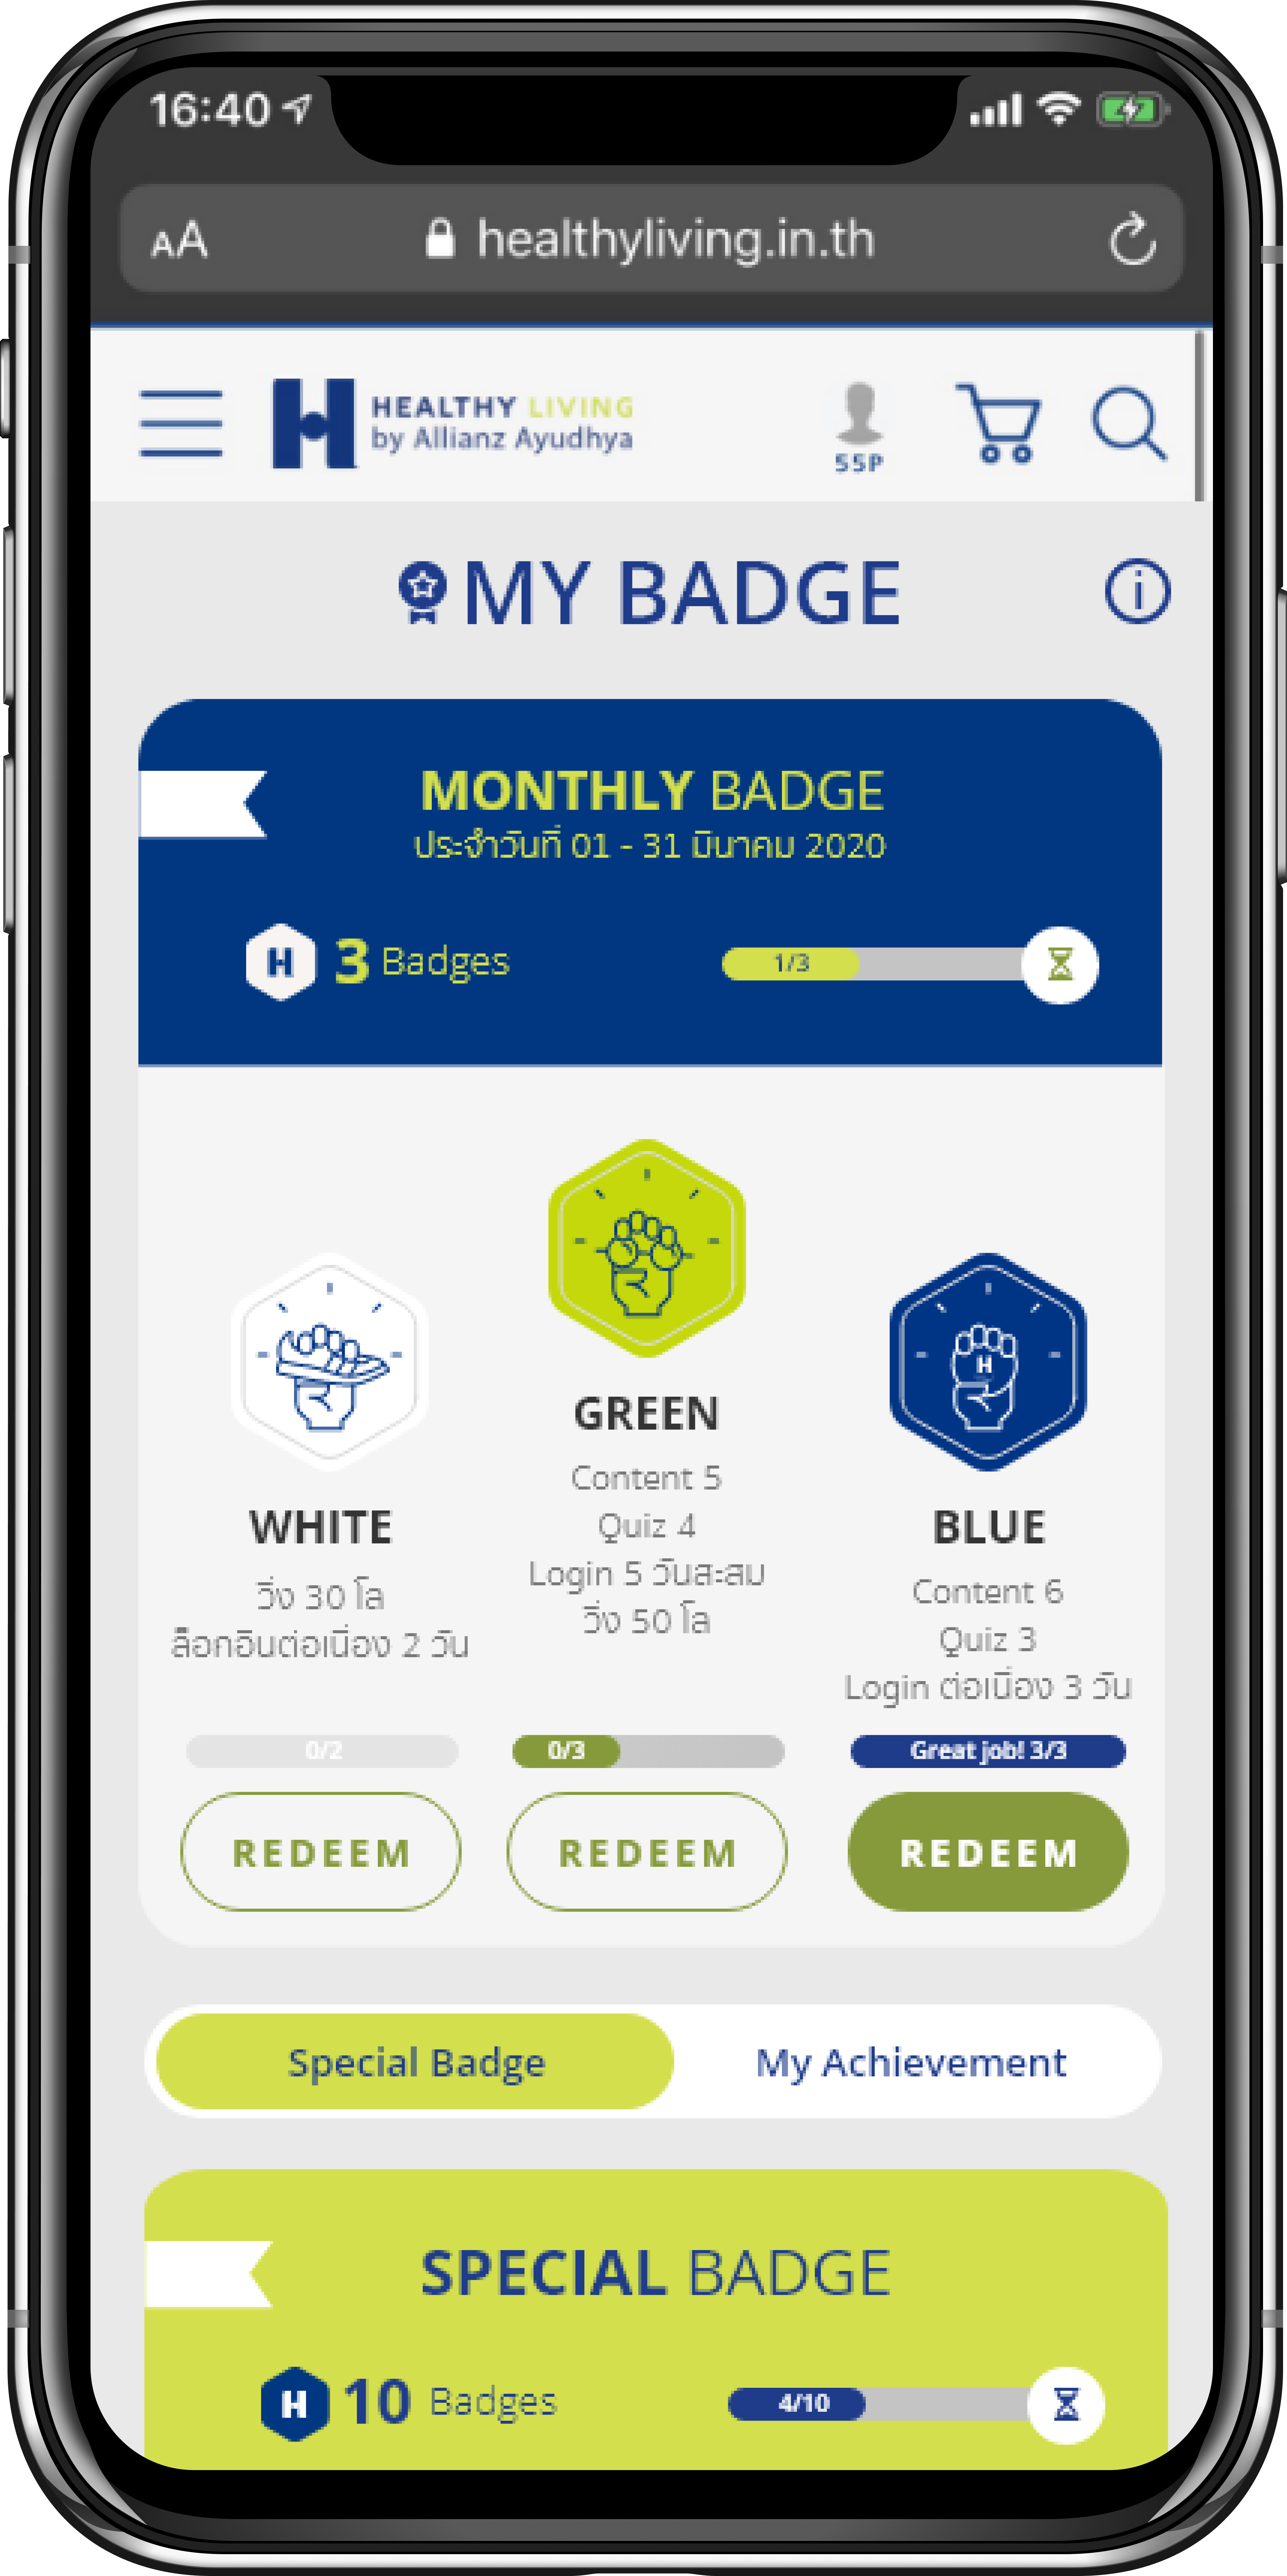 16:40
AA healthyliving.in.th
HEALTHY LIVING
by Allianz Ayudhya
55P
MY BADGE
MONTHLY BADGE
ประจำวันที่ 01 - 31 มีนาคม 2020
H 3 Badges 1/3
GREEN
Content 5
Quiz 4
Login 5 วันสะสม
วิ่ง 50 โล
WHITE
วิ่ง 30 โล
ล็อกอินต่อเนื่อง 2 วัน
H
BLUE
Content 6
Quiz 3
Login ต่อเนื่อง 3 วัน
0/2 0/3 Great job! 3/3
REDEEM REDEEM REDEEM
Special Badge My Achievement
SPECIAL BADGE
H 10 Badges 4/10